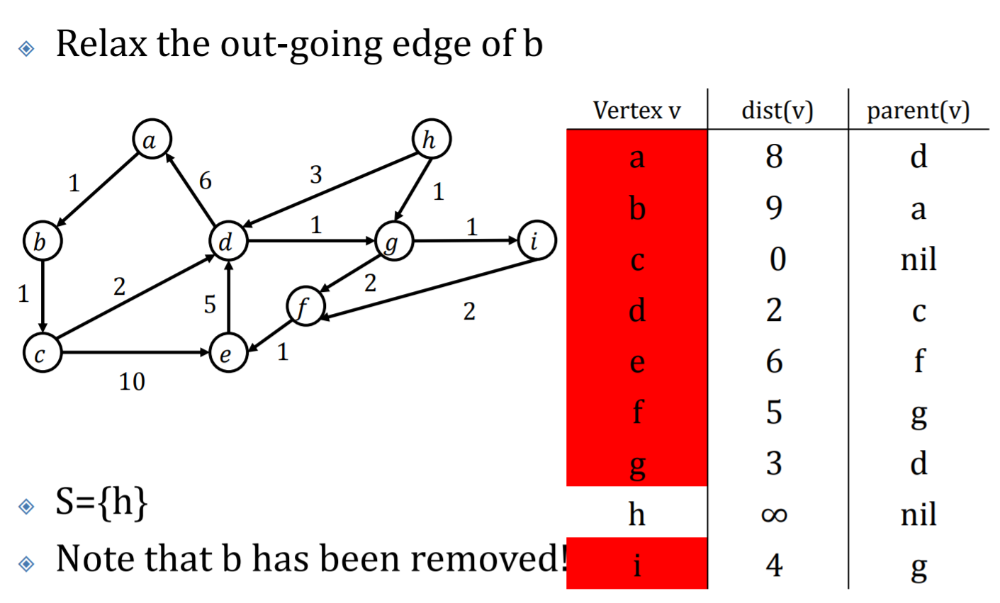 Relax the out-going edge of b
a
h
1
6
3
1
b
d
1
g
1
i
1
2
5
f
2
2
c
e
1
10
Vertex v dist(v) parent(v)
a 8 d
b 9 a
c 0 nil
d 2 c
e 6 f
f 5 g
g 3 d
h ∞ nil
i 4 g
S={h}
Note that b has been removed!